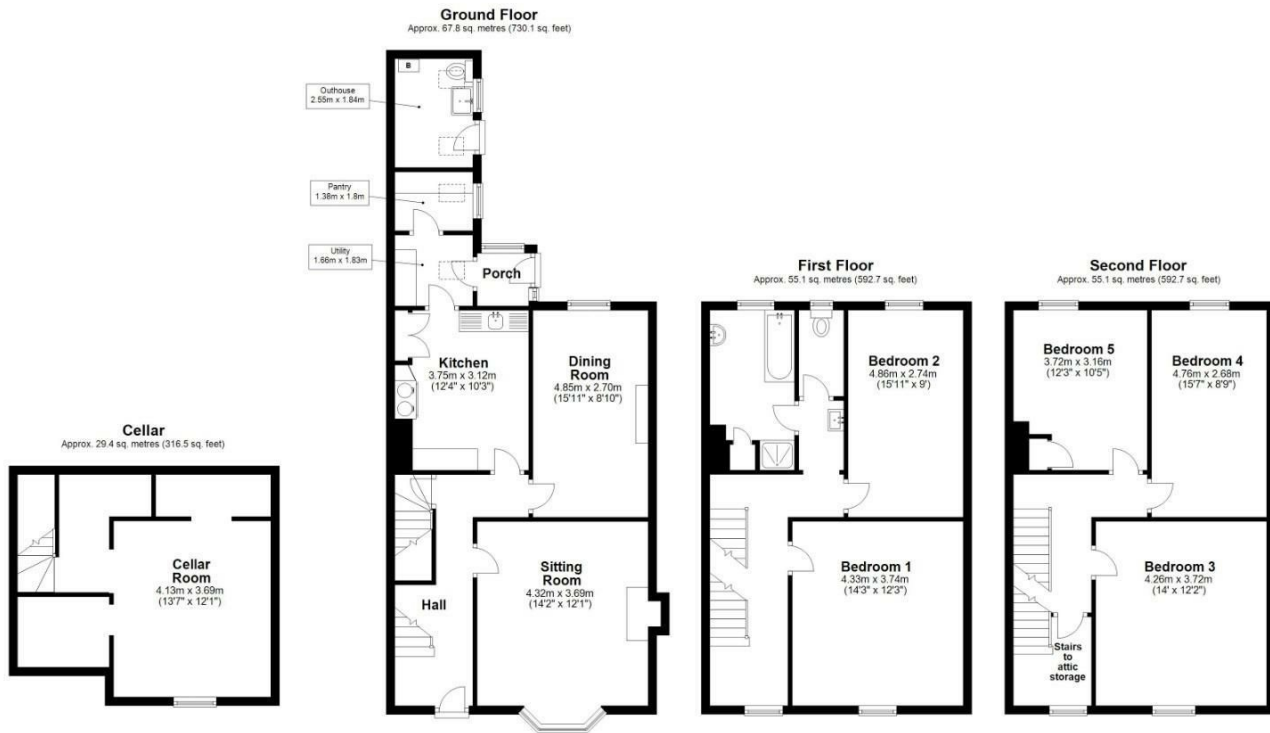 Ground Floor
Approx. 67.8 sq. metres (730.1 sq. feet)
B
Outhouse
2.55m x 1.84m
Pantry
1.38m x 1.8m
Utility
1.66m x 1.83m
Porch
Kitchen
3.75m x 3.12m
(12'4" x 10'3")
Dining
Room
4.85m x 2.70m
(15'11" x 8'10")
Sitting
Room
4.32m x 3.69m
(14'2" x 12'1")
Hall
Cellar
Approx. 29.4 sq. metres (316.5 sq. feet)
Cellar
Room
4.13m x 3.69m
(13'7" x 12'1")
First Floor
Approx. 55.1 sq. metres (592.7 sq. feet)
Bedroom 2
4.86m x 2.74m
(15'11" x 9')
Bedroom 1
4.33m x 3.74m
(14'3" x 12'3")
Second Floor
Approx. 55.1 sq. metres (592.7 sq. feet)
Bedroom 5
3.72m x 3.16m
(12'3" x 10'5")
Bedroom 4
4.76m x 2.68m
(15'7" x 8'9")
Bedroom 3
4.26m x 3.72m
(14' x 12'2")
Stairs
to
attic
storage